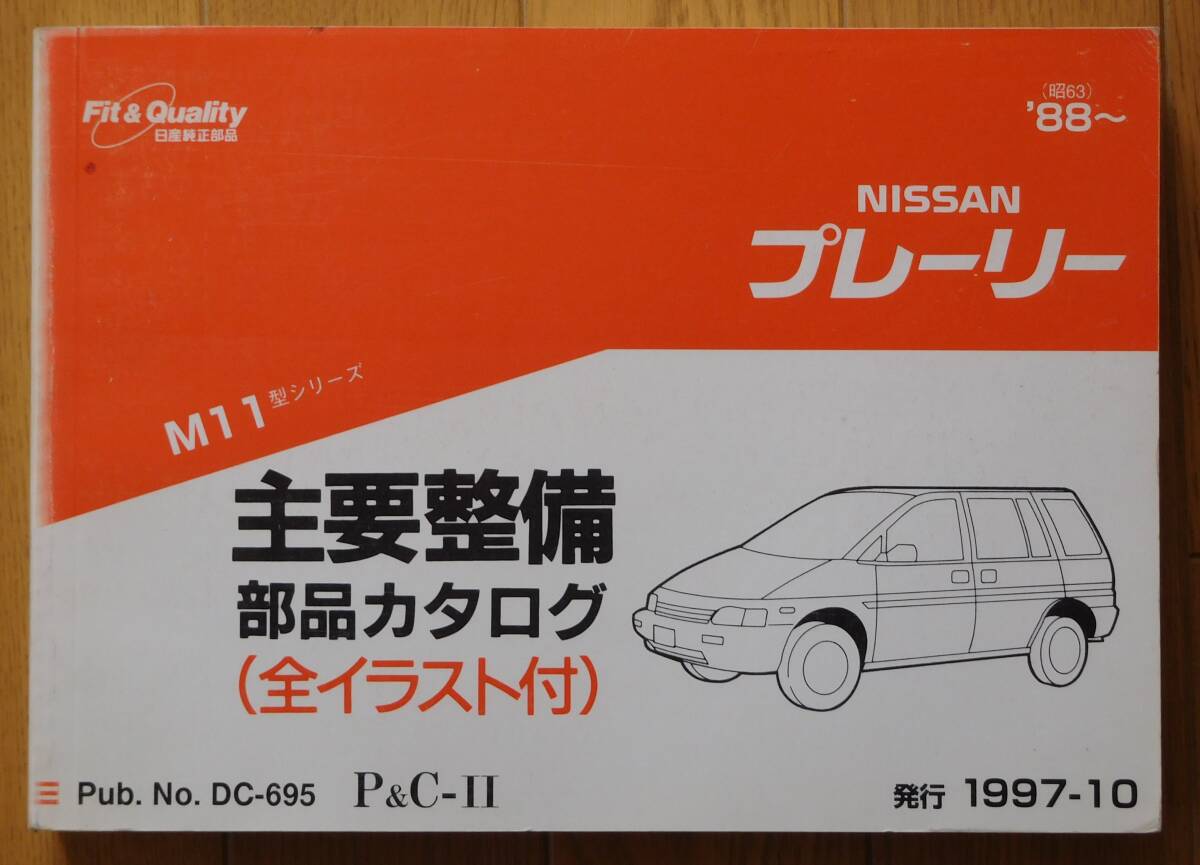 Fit & Quality
日産純正部品
(昭63)
'88～
NISSAN
プレーリー
M11型シリーズ
主要整備
部品カタログ
(全イラスト付)
Pub. No. DC-695 P&C-II
発行 1997-10